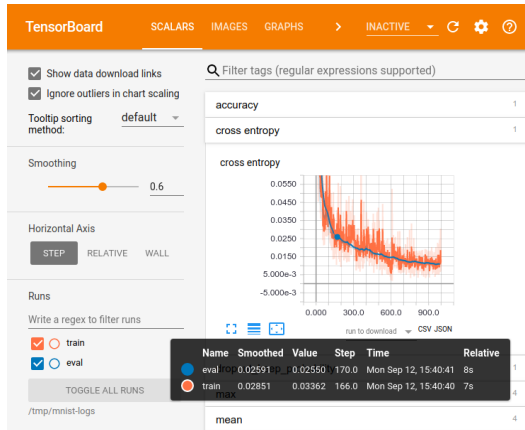 TensorBoard SCALARS IMAGES GRAPHS > INACTIVE
Show data download links
Ignore outliers in chart scaling
Tooltip sorting method: default
Smoothing
0.6
Horizontal Axis
STEP RELATIVE WALL
Runs
Write a regex to filter runs
train
eval
TOGGLE ALL RUNS
/tmp/mnist-logs
Filter tags (regular expressions supported)
accuracy 1
cross entropy 1
cross entropy
0.0550
0.0450
0.0350
0.0250
0.0150
5.000e-3
-5.000e-3
0.000 300.0 600.0 900.0
run to download CSV JSON
Name Smoothed Value Step Time Relative
eval 0.02591 0.02550 170.0 Mon Sep 12, 15:40:41 8s
train 0.02851 0.03362 166.0 Mon Sep 12, 15:40:40 7s
1
max 4
mean 4